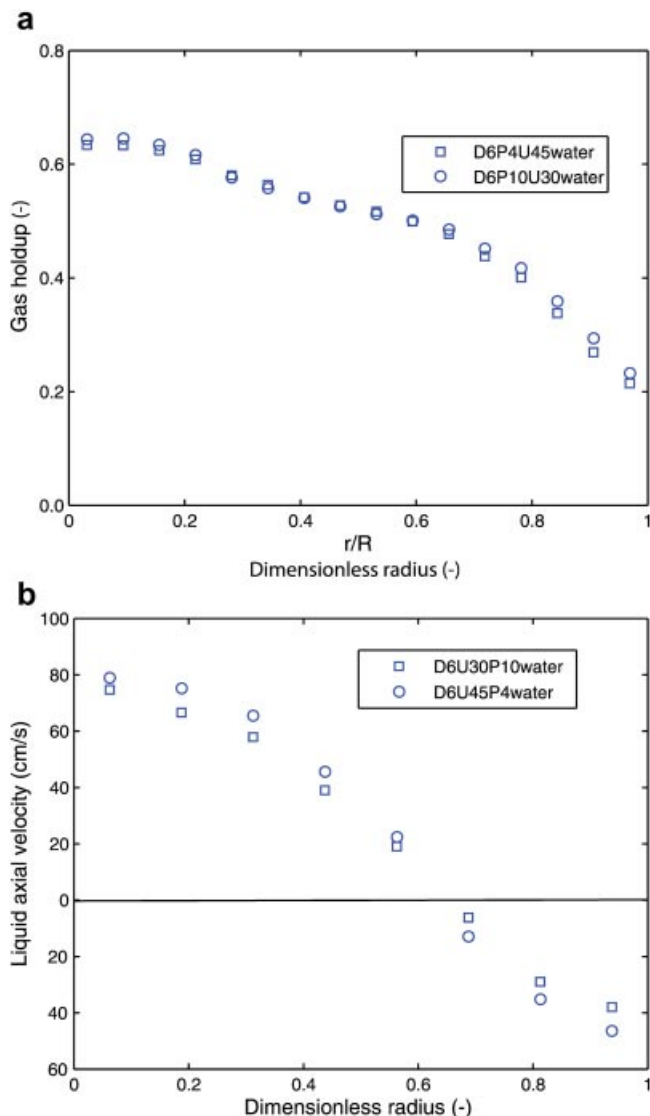 a
0.8
0.6
0.4
0.2
0.0
Gas holdup (-)
D6P4U45water
D6P10U30water
0
0.2
0.4
0.6
0.8
1
r/R
Dimensionless radius (-)
b
100
80
60
40
20
0
20
40
60
Liquid axial velocity (cm/s)
D6U30P10water
D6U45P4water
0
0.2
0.4
0.6
0.8
1
Dimensionless radius (-)